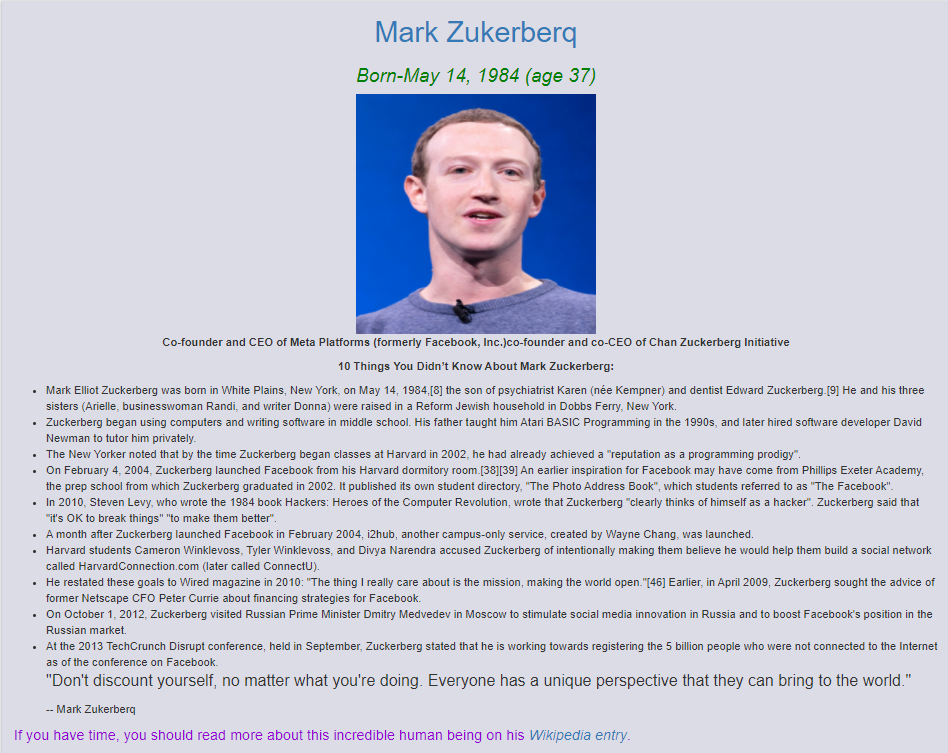 Mark Zukerberq
Born-May 14, 1984 (age 37)
Co-founder and CEO of Meta Platforms (formerly Facebook, Inc.)co-founder and co-CEO of Chan Zuckerberg Initiative
10 Things You Didn't Know About Mark Zuckerberg:
• Mark Elliot Zuckerberg was born in White Plains, New York, on May 14, 1984,[8] the son of psychiatrist Karen (née Kempner) and dentist Edward Zuckerberg.[9] He and his three
sisters (Arielle, businesswoman Randi, and writer Donna) were raised in a Reform Jewish household in Dobbs Ferry, New York.
• Zuckerberg began using computers and writing software in middle school. His father taught him Atari BASIC Programming in the 1990s, and later hired software developer David
Newman to tutor him privately.
• The New Yorker noted that by the time Zuckerberg began classes at Harvard in 2002, he had already achieved a "reputation as a programming prodigy".
• On February 4, 2004, Zuckerberg launched Facebook from his Harvard dormitory room.[38][39] An earlier inspiration for Facebook may have come from Phillips Exeter Academy,
the prep school from which Zuckerberg graduated in 2002. It published its own student directory, "The Photo Address Book", which students referred to as "The Facebook".
• In 2010, Steven Levy, who wrote the 1984 book Hackers: Heroes of the Computer Revolution, wrote that Zuckerberg "clearly thinks of himself as a hacker". Zuckerberg said that
"it's OK to break things" "to make them better".
• A month after Zuckerberg launched Facebook in February 2004, i2hub, another campus-only service, created by Wayne Chang, was launched.
• Harvard students Cameron Winklevoss, Tyler Winklevoss, and Divya Narendra accused Zuckerberg of intentionally making them believe he would help them build a social network
called HarvardConnection.com (later called ConnectU).
• He restated these goals to Wired magazine in 2010: "The thing I really care about is the mission, making the world open."[46] Earlier, in April 2009, Zuckerberg sought the advice of
former Netscape CFO Peter Currie about financing strategies for Facebook.
• On October 1, 2012, Zuckerberg visited Russian Prime Minister Dmitry Medvedev in Moscow to stimulate social media innovation in Russia and to boost Facebook's position in the
Russian market.
• At the 2013 TechCrunch Disrupt conference, held in September, Zuckerberg stated that he is working towards registering the 5 billion people who were not connected to the Internet
as of the conference on Facebook.
"Don't discount yourself, no matter what you're doing. Everyone has a unique perspective that they can bring to the world."
-- Mark Zukerberq
If you have time, you should read more about this incredible human being on his Wikipedia entry.